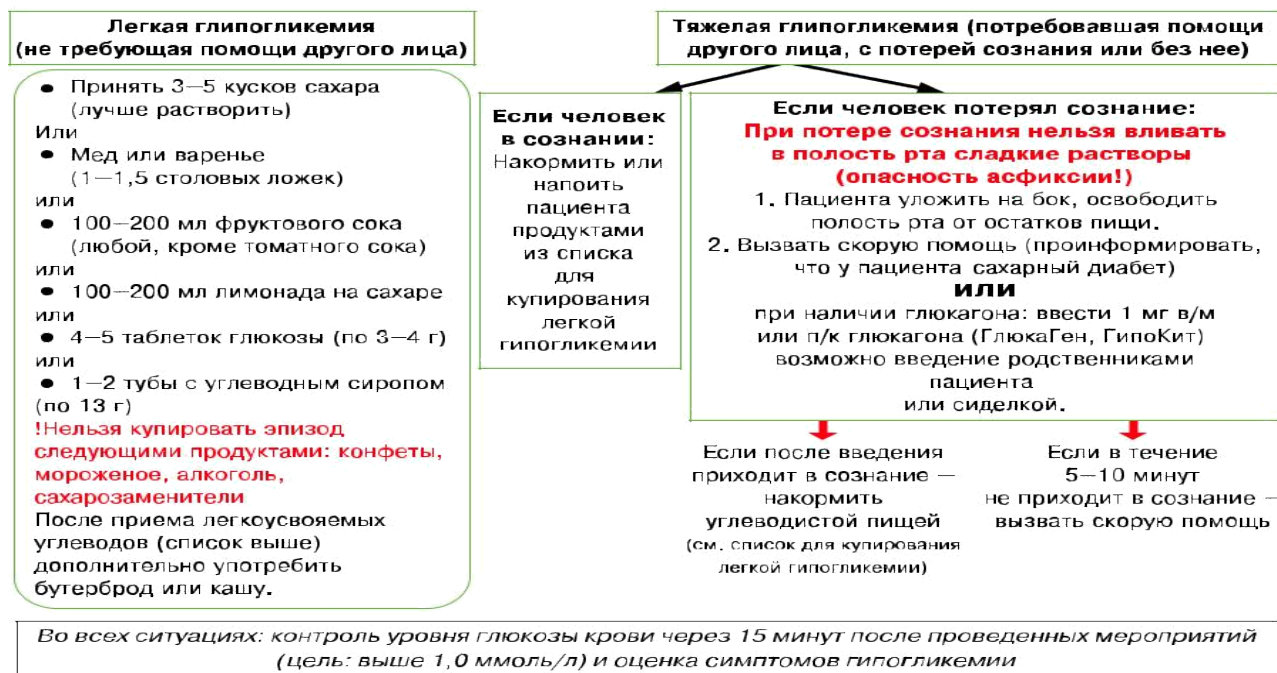 Легкая глипогликемия
(не требующая помощи другого лица)
● Принять 3—5 кусков сахара
(лучше растворить)
Или
● Мед или варенье
(1—1,5 столовых ложек)
или
● 100—200 мл фруктового сока
(любой, кроме томатного сока)
или
● 100—200 мл лимонада на сахаре
или
● 4—5 таблеток глюкозы (по 3—4 г)
или
● 1—2 тубы с углеводным сиропом
(по 13 г)
!Нельзя купировать эпизод
следующими продуктами: конфеты,
мороженое, алкоголь,
сахарозаменители
После приема легкоусвояемых
углеводов (список выше)
дополнительно употребить
бутерброд или кашу.
Тяжелая глипогликемия (потребовавшая помощи
другого лица, с потерей сознания или без нее)
Если человек
в сознании:
Накормить или
напоить
пациента
продуктами
из списка
для
купирования
легкой
гипогликемии
Если человек потерял сознание:
При потере сознания нельзя вливать
в полость рта сладкие растворы
(опасность асфиксии!)
1. Пациента уложить на бок, освободить
полость рта от остатков пищи.
2. Вызвать скорую помощь (проинформировать,
что у пациента сахарный диабет)
или
при наличии глюкагона: ввести 1 мг в/м
или п/к глюкагона (ГлюкаГен, ГипоКит)
возможно введение родственниками
пациента
или сиделкой.
Если после введения
приходит в сознание —
накормить
углеводистой пищей
(см. список для купирования
легкой гипогликемии)
Если в течение
5—10 минут
не приходит в сознание —
вызвать скорую помощь
Во всех ситуациях: контроль уровня глюкозы крови через 15 минут после проведенных мероприятий
(цель: выше 1,0 ммоль/л) и оценка симптомов гипогликемии